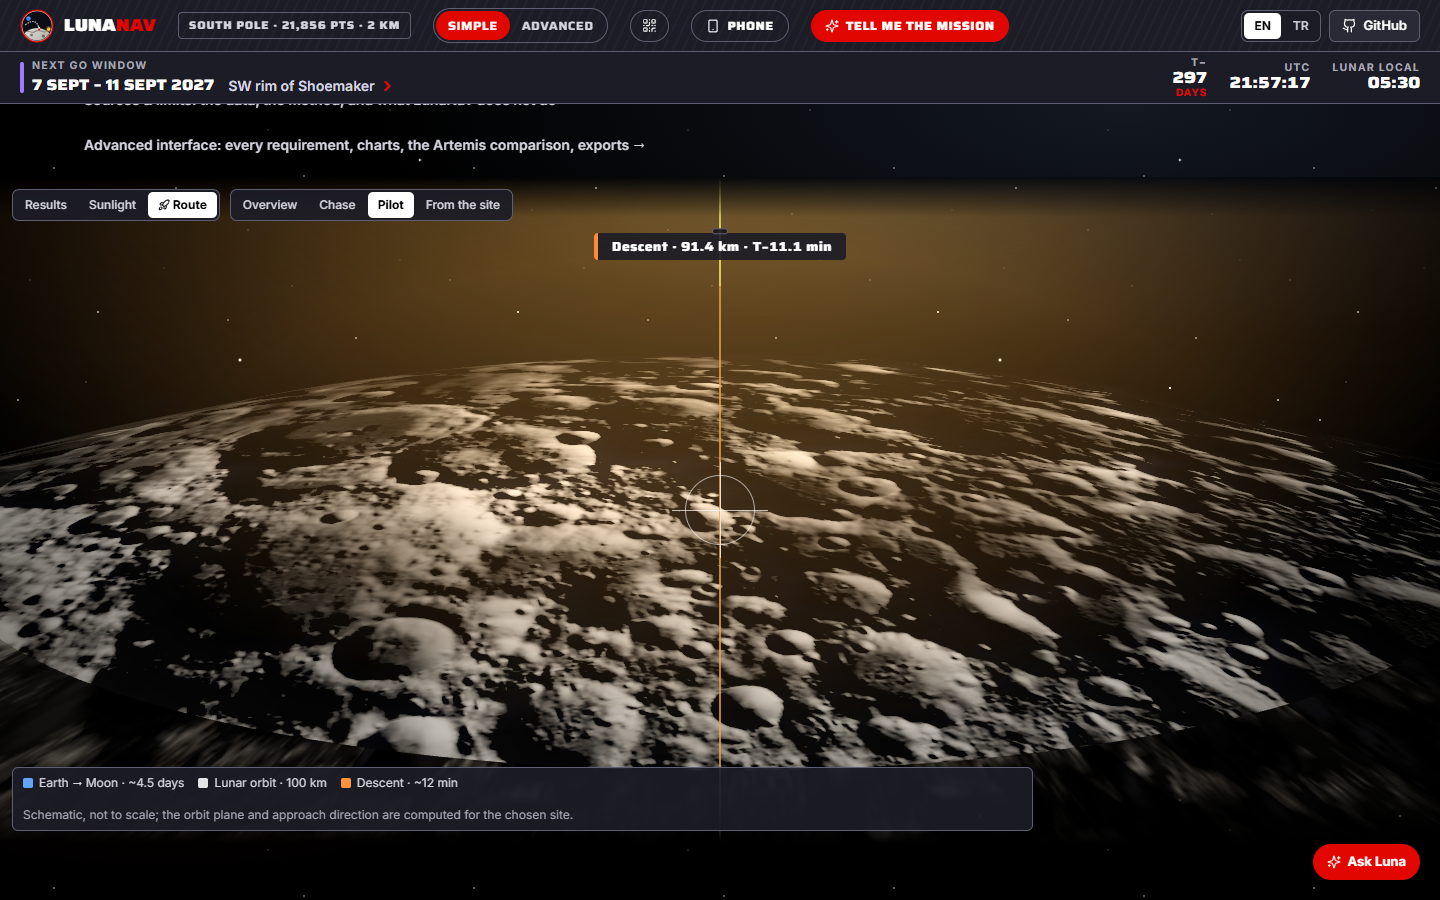 LUNANAV
SOUTH POLE · 21,856 PTS · 2 KM
SIMPLE
ADVANCED
PHONE
TELL ME THE MISSION
EN
TR
GitHub
NEXT GO WINDOW
7 SEPT – 11 SEPT 2027
SW rim of Shoemaker
T−
297
DAYS
UTC
21:57:17
LUNAR LOCAL
05:30
Advanced interface: every requirement, charts, the Artemis comparison, exports →
Results
Sunlight
Route
Overview
Chase
Pilot
From the site
Descent · 91.4 km · T−11.1 min
Earth → Moon · ~4.5 days
Lunar orbit · 100 km
Descent · ~12 min
Schematic, not to scale; the orbit plane and approach direction are computed for the chosen site.
Ask Luna